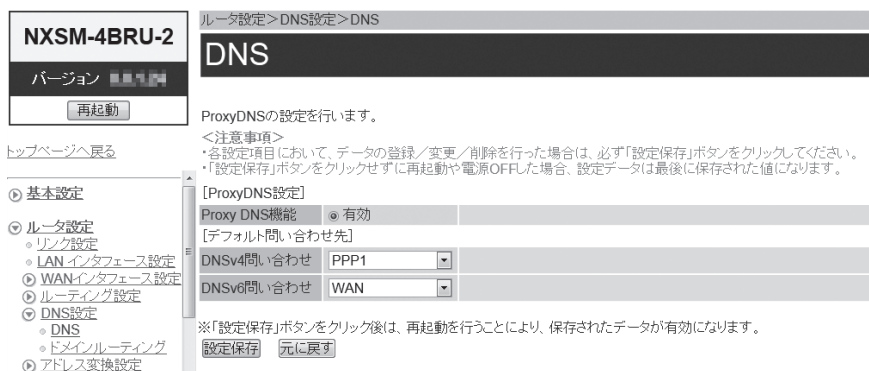 NXSM-4BRU-2
バージョン
再起動
トップページへ戻る
基本設定
ルータ設定
リンク設定
LAN インタフェース設定
WANインタフェース設定
ルーティング設定
DNS設定
DNS
ドメインルーティング
アドレス変換設定
ルータ設定＞DNS設定＞DNS
DNS
ProxyDNSの設定を行います。
＜注意事項＞
・各設定項目において、データの登録／変更／削除を行った場合は、必ず「設定保存」ボタンをクリックしてください。
・「設定保存」ボタンをクリックせずに再起動や電源OFFした場合、設定データは最後に保存された値になります。
[ProxyDNS設定]
Proxy DNS機能 有効
[デフォルト問い合わせ先]
DNSv4問い合わせ PPP1
DNSv6問い合わせ WAN
※「設定保存」ボタンをクリック後は、再起動を行うことにより、保存されたデータが有効になります。
設定保存 元に戻す